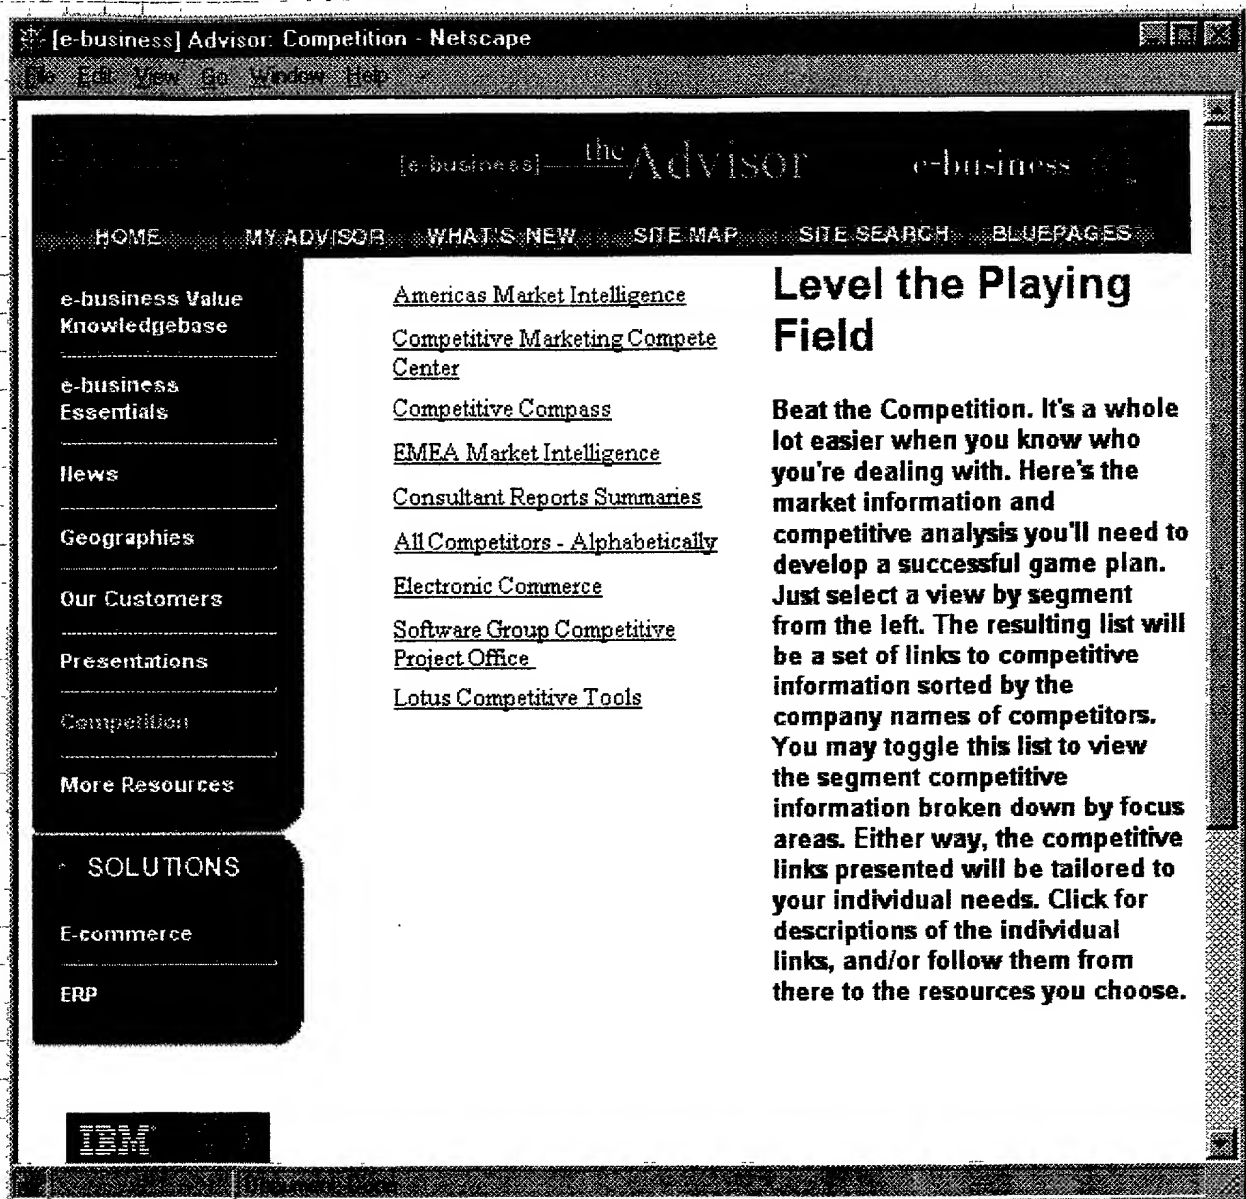 [e-business] Advisor: Competition - Netscape
File Edit View Go Window Help
[e-business] the Advisor e-business
HOME MY ADVISOR WHAT'S NEW SITE MAP SITE SEARCH BLUEPAGES
e-business Value
Knowledgebase
e-business
Essentials
News
Geographies
Our Customers
Presentations
Competition
More Resources
SOLUTIONS
E-commerce
ERP
IBM
Americas Market Intelligence
Competitive Marketing Compete
Center
Competitive Compass
EMEA Market Intelligence
Consultant Reports Summaries
All Competitors - Alphabetically
Electronic Commerce
Software Group Competitive
Project Office
Lotus Competitive Tools
Level the Playing
Field
Beat the Competition. It's a whole
lot easier when you know who
you're dealing with. Here's the
market information and
competitive analysis you'll need to
develop a successful game plan.
Just select a view by segment
from the left. The resulting list will
be a set of links to competitive
information sorted by the
company names of competitors.
You may toggle this list to view
the segment competitive
information broken down by focus
areas. Either way, the competitive
links presented will be tailored to
your individual needs. Click for
descriptions of the individual
links, and/or follow them from
there to the resources you choose.
Document: Done